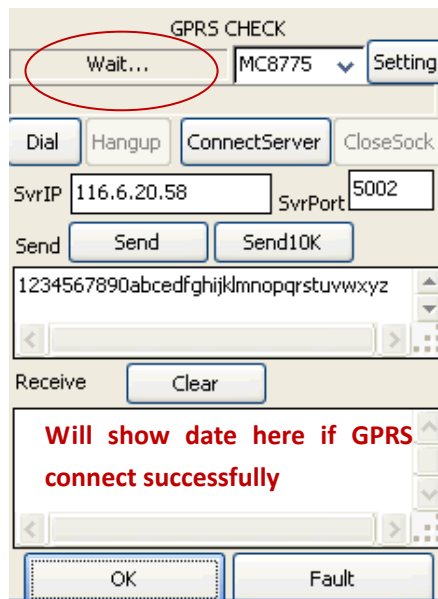 GPRS CHECK
Wait... MC8775 Setting
Dial Hangup ConnectServer CloseSock
SvrIP 116.6.20.58 SvrPort 5002
Send Send Send10K
1234567890abcedfghijklmnopqrstuvwxyz
Receive Clear
Will show date here if GPRS
connect successfully
OK Fault